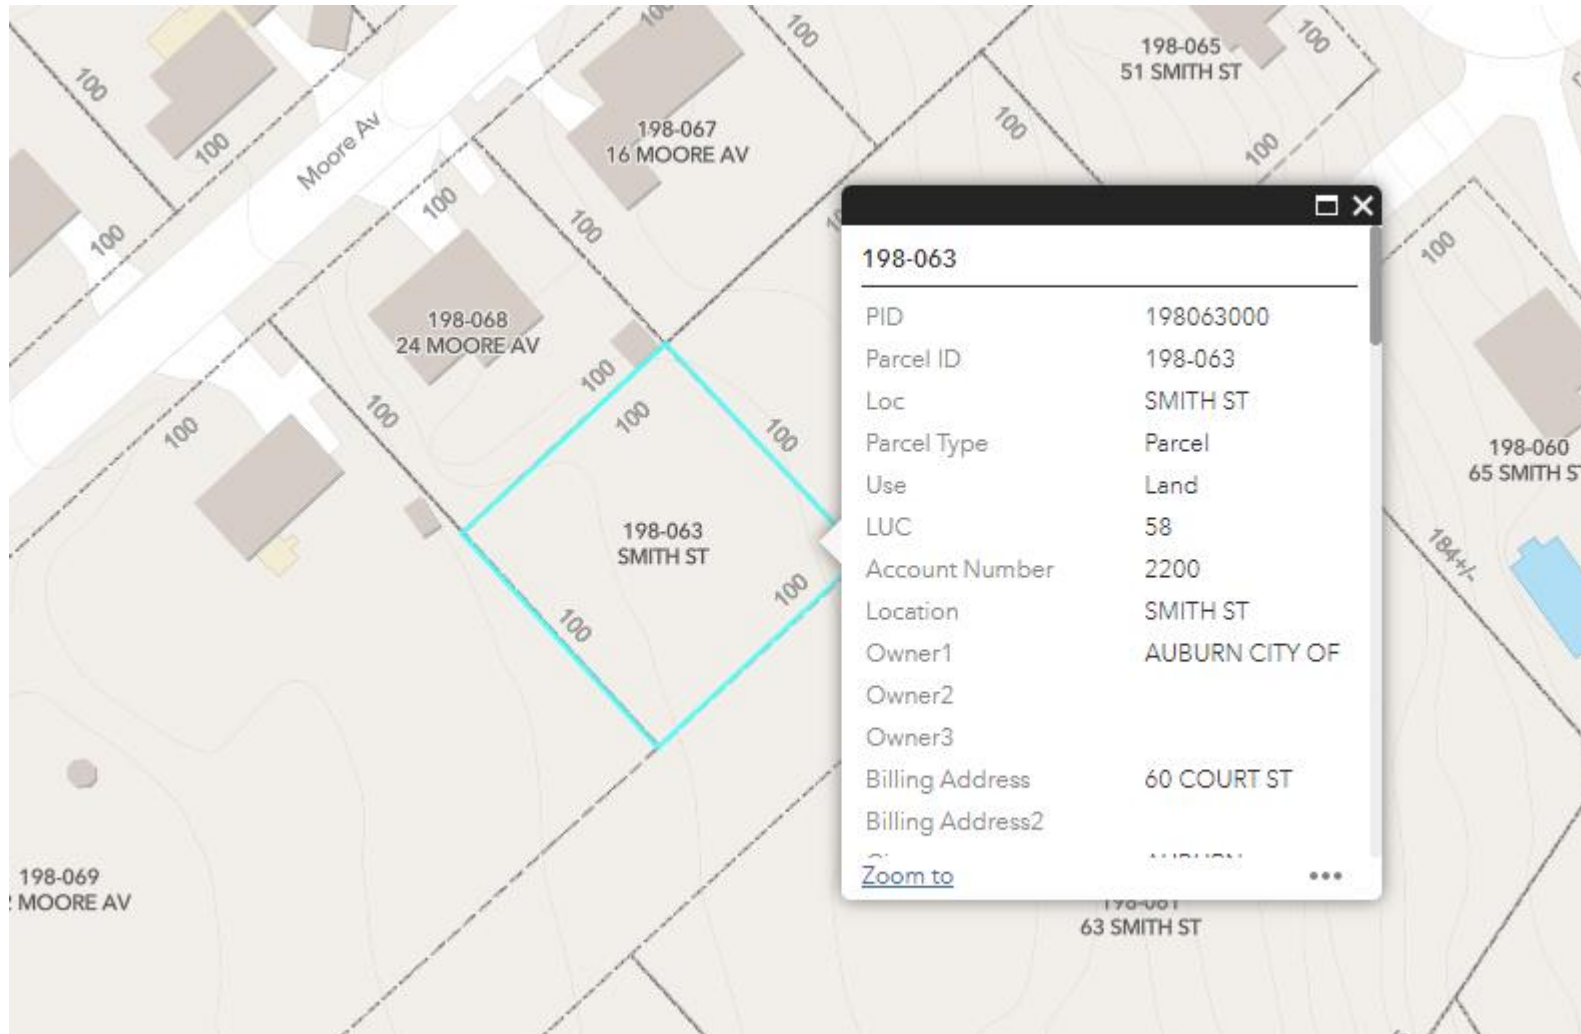 100
100
198-065
51 SMITH ST
100
100
100
198-067
16 MOORE AV
Moore Av
100
100
100
100
100
100
100
198-068
24 MOORE AV
100
100
100
100
100
198-063
SMITH ST
100
100
198-063
PID 198063000
Parcel ID 198-063
Loc SMITH ST
Parcel Type Parcel
Use Land
LUC 58
Account Number 2200
Location SMITH ST
Owner1 AUBURN CITY OF
Owner2
Owner3
Billing Address 60 COURT ST
Billing Address2
Zoom to
198-060
65 SMITH ST
184+/-
198-069
MOORE AV
63 SMITH ST